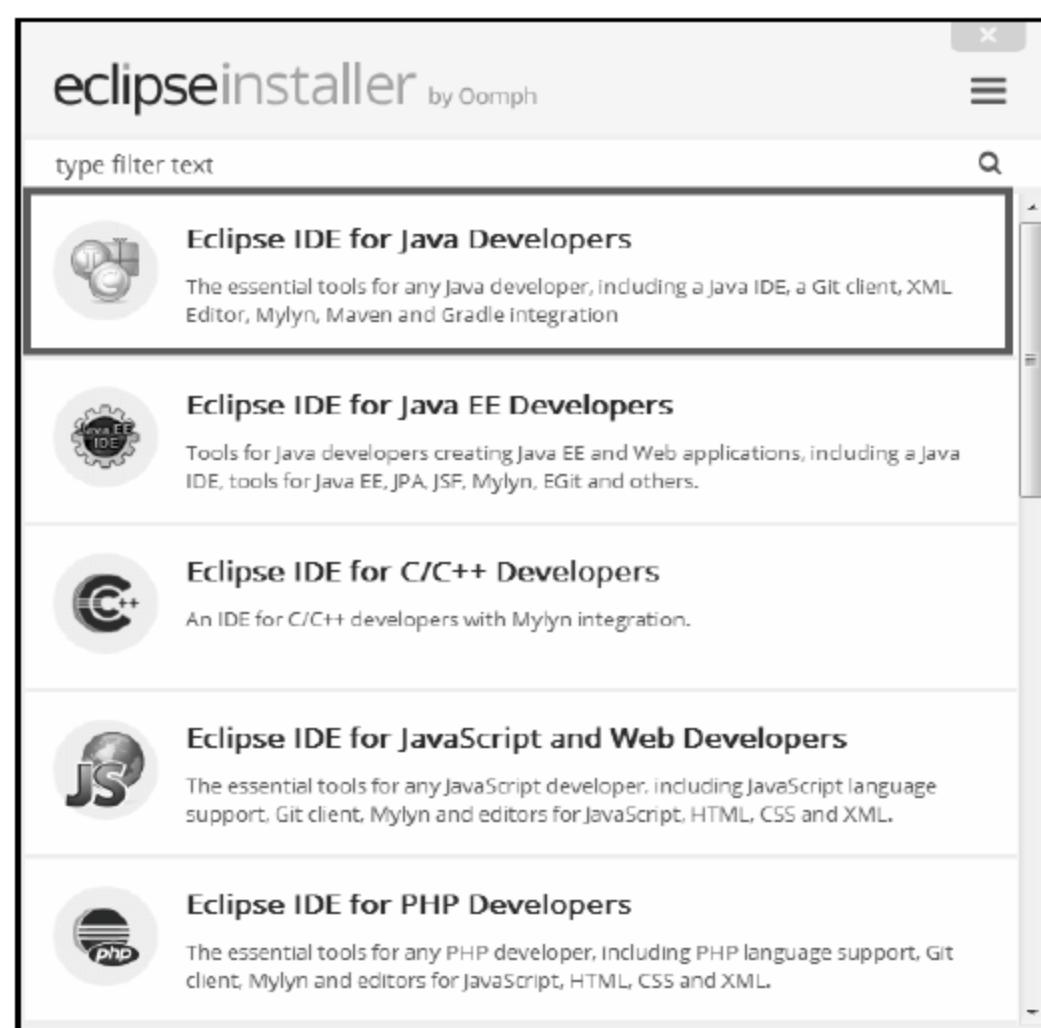 eclipseinstaller by Oomph
type filter text
Eclipse IDE for Java Developers
The essential tools for any Java developer, including a Java IDE, a Git client, XML
Editor, Mylyn, Maven and Gradle integration
Java EE
IDE
Eclipse IDE for Java EE Developers
Tools for Java developers creating Java EE and Web applications, including a Java
IDE, tools for Java EE, JPA, JSF, Mylyn, EGit and others.
C++
Eclipse IDE for C/C++ Developers
An IDE for C/C++ developers with Mylyn integration.
JS
Eclipse IDE for JavaScript and Web Developers
The essential tools for any JavaScript developer, including JavaScript language
support, Git client, Mylyn and editors for JavaScript, HTML, CSS and XML.
php
Eclipse IDE for PHP Developers
The essential tools for any PHP developer, including PHP language support, Git
client, Mylyn and editors for JavaScript, HTML, CSS and XML.